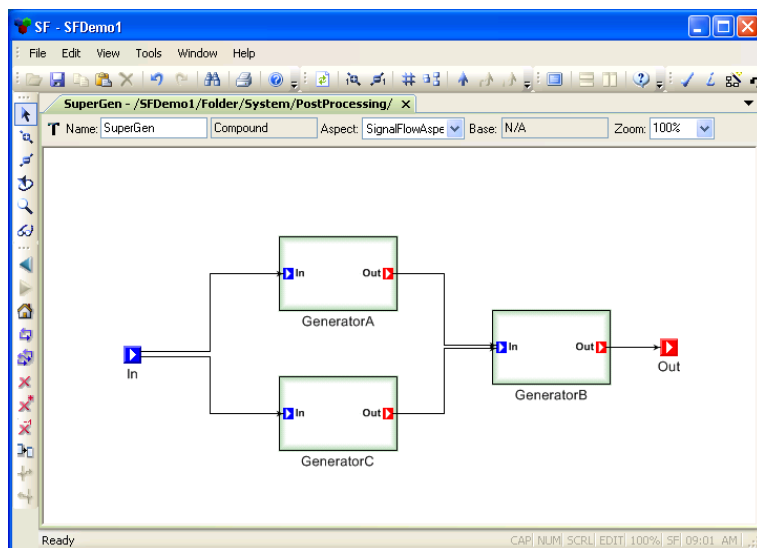 SF - SFDemo1
File Edit View Tools Window Help
SuperGen - /SFDemo1/Folder/System/PostProcessing/ X
T Name: SuperGen Compound Aspect: SignalFlowAspe Base: N/A Zoom: 100%
In Out
GeneratorA
In Out
GeneratorB
In
Out
In Out
GeneratorC
Ready CAP NUM SCRL EDIT 100% SF 09:01 AM